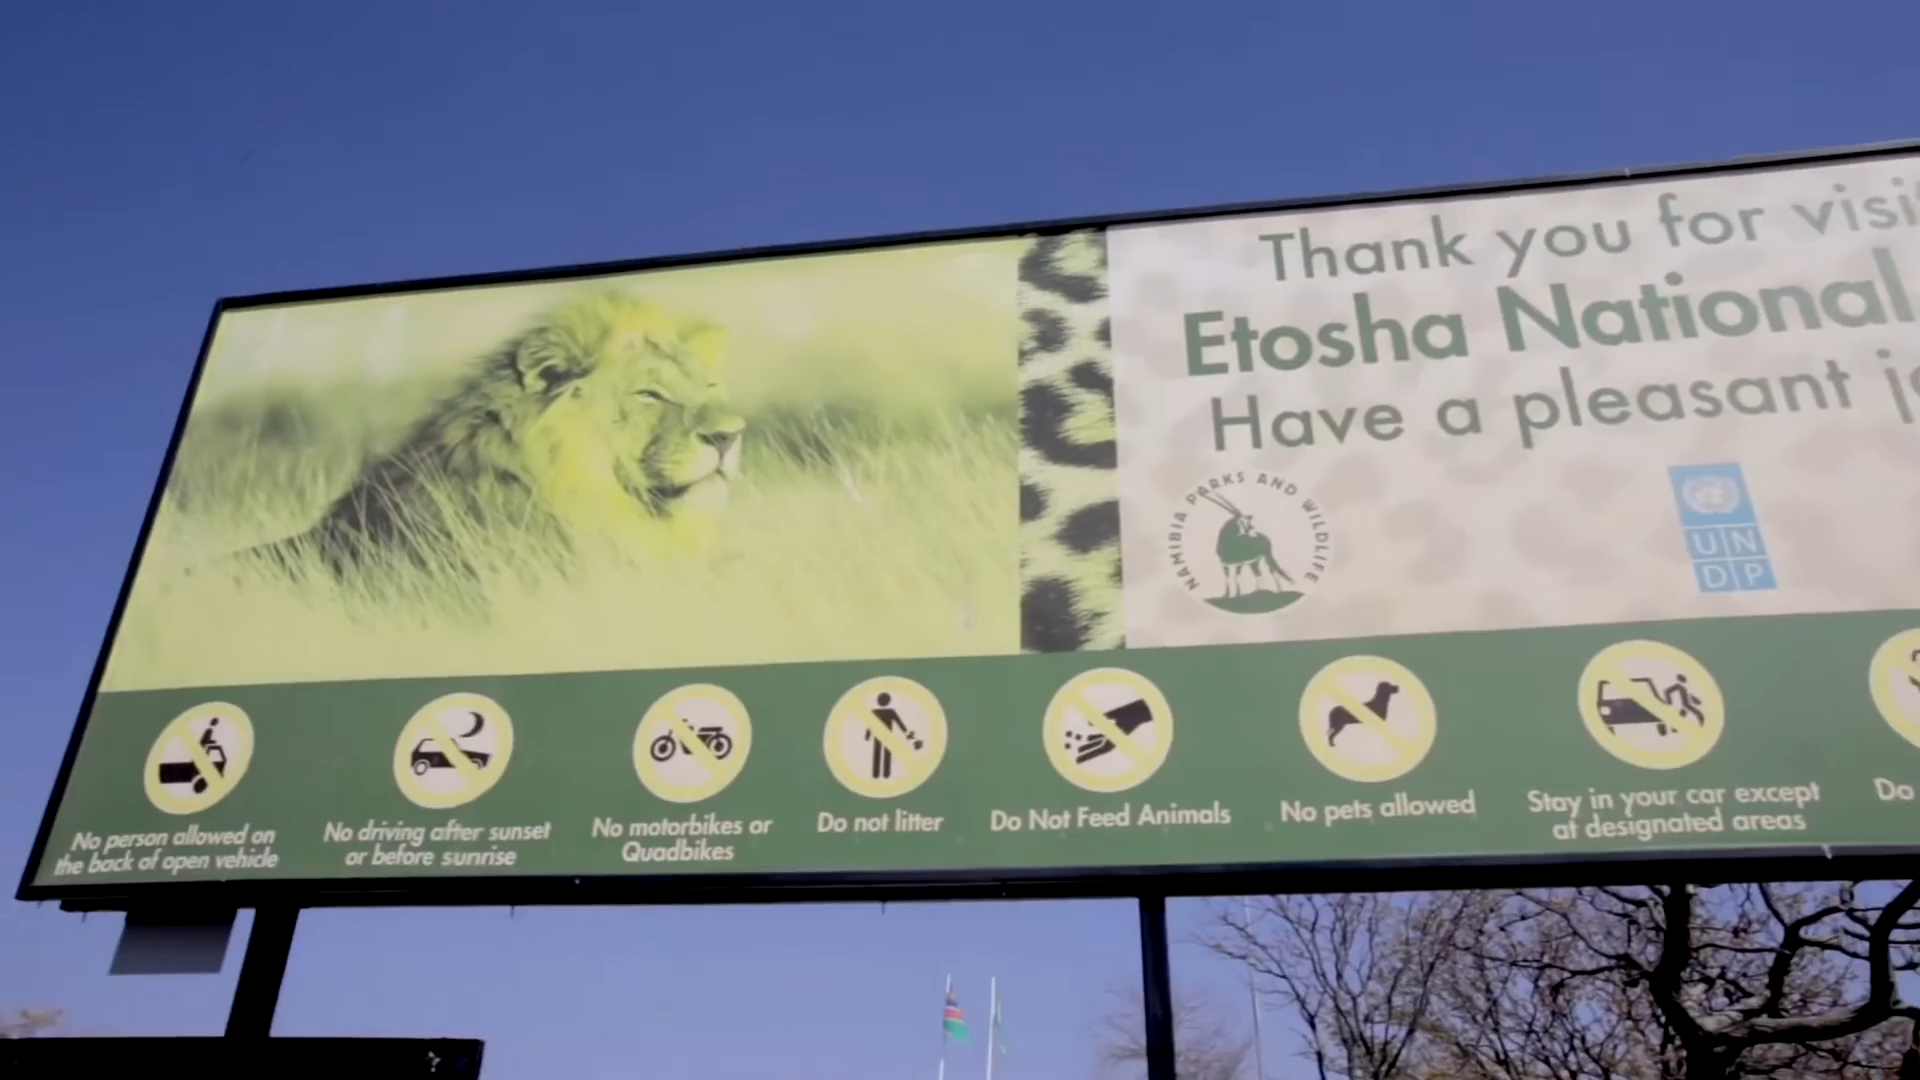 Thank you for visi
Etosha National
Have a pleasant
NAMIBIA PARKS AND WILDLIFE
UN
DP
No person allowed on
the back of open vehicle
No driving after sunset
or before sunrise
No motorbikes or
Quadbikes
Do not litter
Do Not Feed Animals
No pets allowed
Stay in your car except
at designated areas
Do